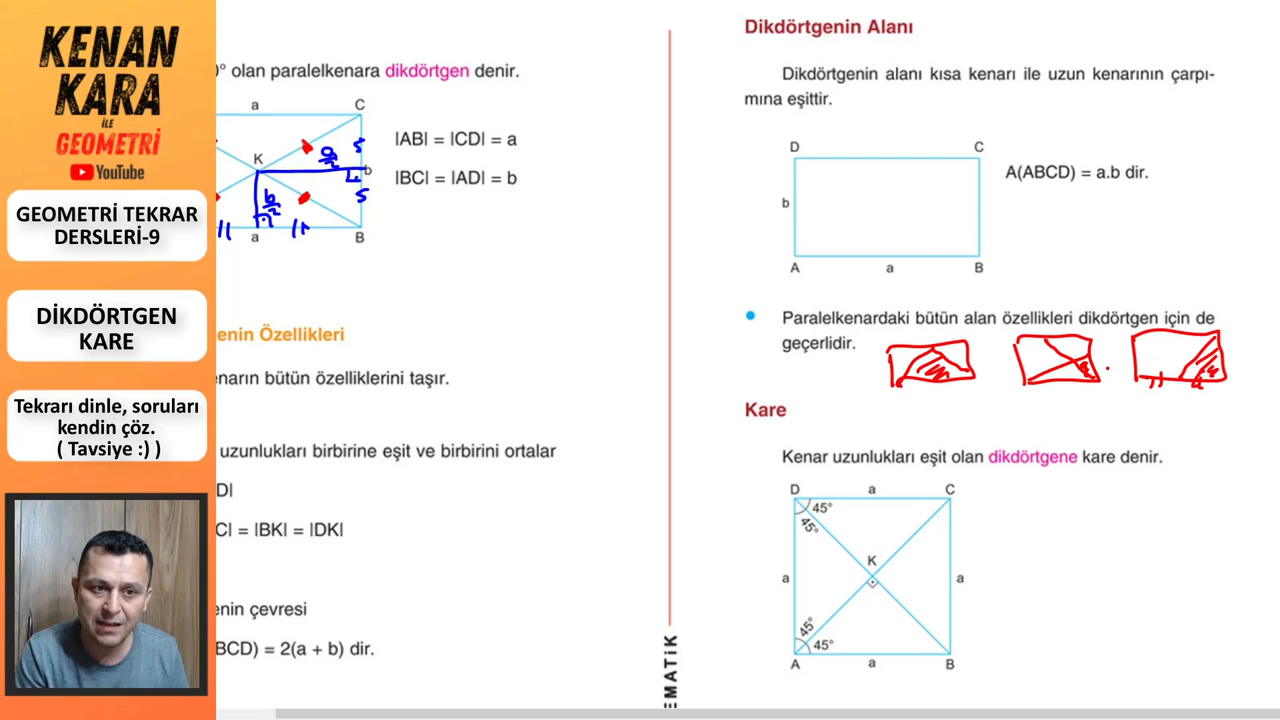 KENAN
KARA
İLE
GEOMETRİ
YouTube
GEOMETRİ TEKRAR
DERSLERİ-9
DİKDÖRTGEN
KARE
Tekrarı dinle, soruları
kendin çöz.
( Tavsiye :) )
° olan paralelkenara dikdörtgen denir.
a
C
K
b
a
B
a/2
b/2
|AB| = |CD| = a
|BC| = |AD| = b
enin Özellikleri
narın bütün özelliklerini taşır.
uzunlukları birbirine eşit ve birbirini ortalar
D|
C| = |BK| = |DK|
enin çevresi
BCD) = 2(a + b) dir.
EMATİK
Dikdörtgenin Alanı
Dikdörtgenin alanı kısa kenarı ile uzun kenarının çarpı-
mına eşittir.
D
C
b
A
a
B
A(ABCD) = a.b dir.
Paralelkenardaki bütün alan özellikleri dikdörtgen için de
geçerlidir.
Kare
Kenar uzunlukları eşit olan dikdörtgene kare denir.
D
a
C
45°
45°
K
a
a
45°
45°
A
a
B